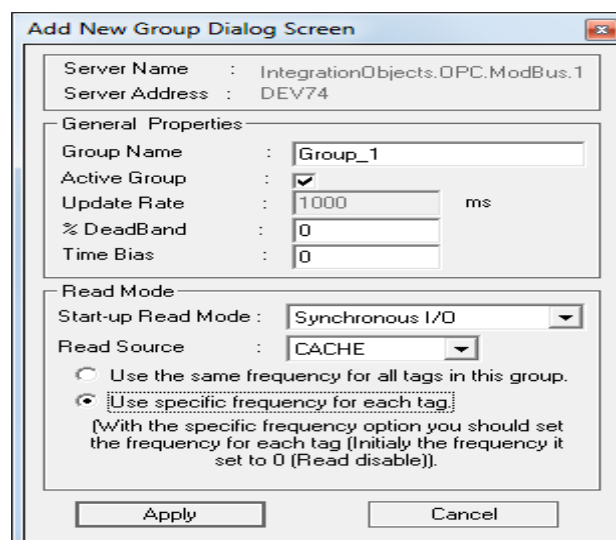 Add New Group Dialog Screen
Server Name : IntegrationObjects.OPC.ModBus.1
Server Address : DEV74
General Properties
Group Name : Group_1
Active Group :
Update Rate : 1000 ms
% DeadBand : 0
Time Bias : 0
Read Mode
Start-up Read Mode : Synchronous I/O
Read Source : CACHE
Use the same frequency for all tags in this group.
Use specific frequency for each tag.
(With the specific frequency option you should set
the frequency for each tag (Initialy the frequency it
set to 0 (Read disable)).
Apply Cancel